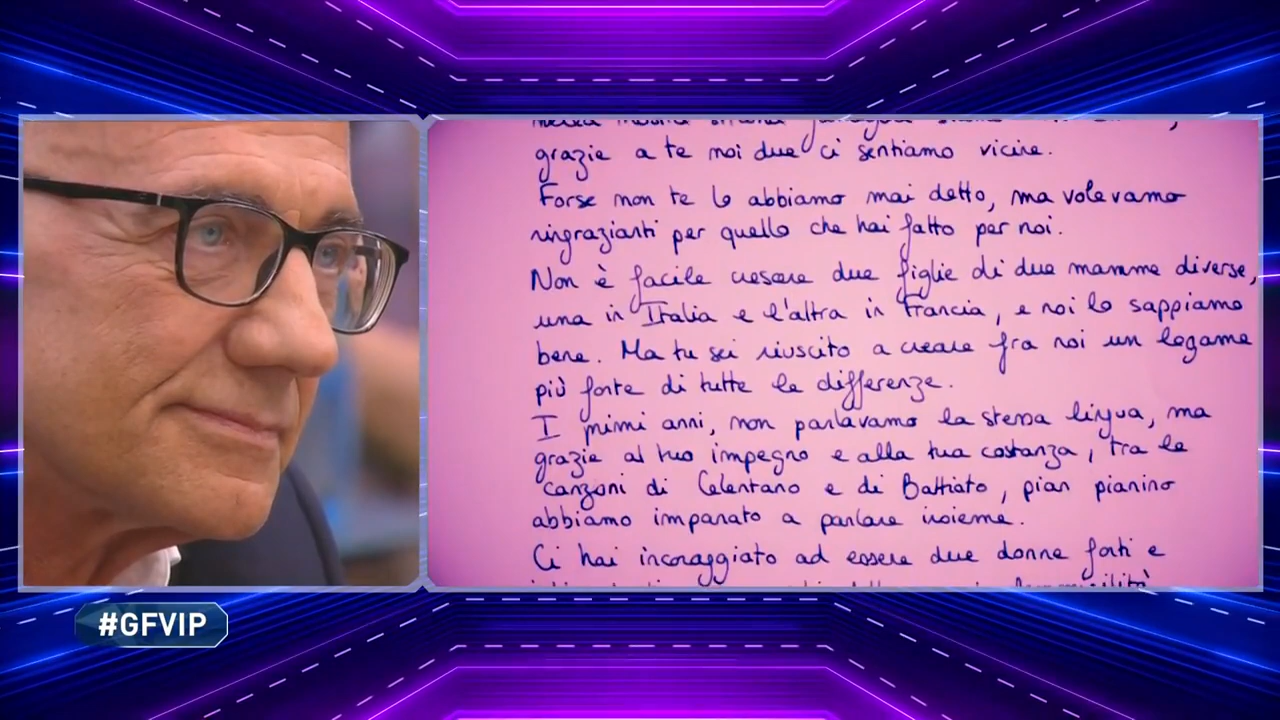 grazie a te noi due ci sentiamo vicine.
Forse non te lo abbiamo mai detto, ma volevamo
ringraziarti per quello che hai fatto per noi.
Non è facile crescere due figlie di due mamme diverse,
una in Italia e l'altra in Francia, e noi lo sappiamo
bene. Ma tu sei riuscito a creare fra noi un legame
più forte di tutte le differenze.
I primi anni, non parlavamo la stessa lingua, ma
grazie al tuo impegno e alla tua costanza, tra le
canzoni di Celentano e di Battiato, pian pianino
abbiamo imparato a parlare insieme.
Ci hai incoraggiato ad essere due donne forti e
#GFVIP